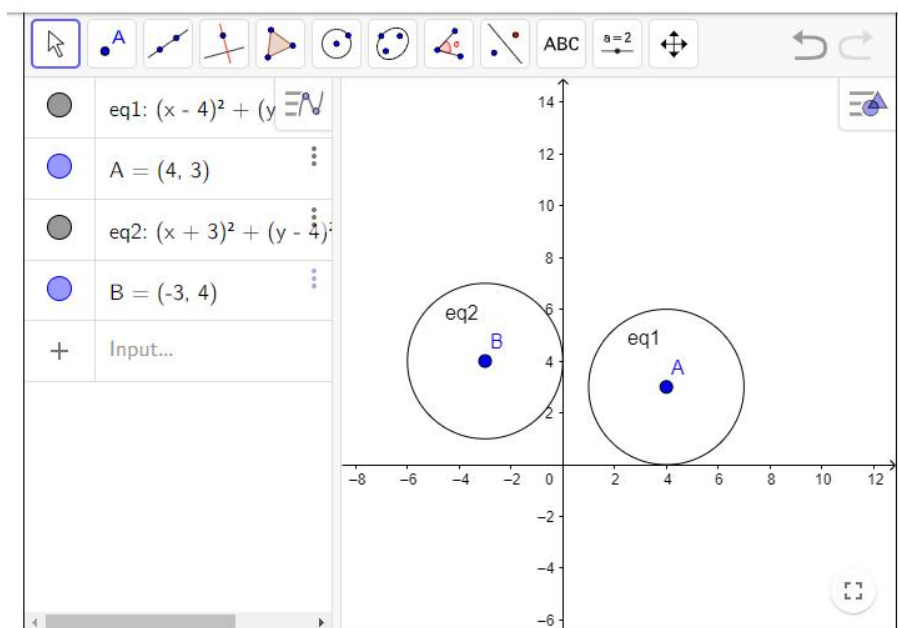 A
ABC
a=2
eq1: (x - 4)² + (y
A = (4, 3)
eq2: (x + 3)² + (y - 4)²
B = (-3, 4)
+ Input...
14
12
10
8
6
4
2
0
-2
-4
-6
-8 -6 -4 -2 2 4 6 8 10 12
eq2
B
eq1
A